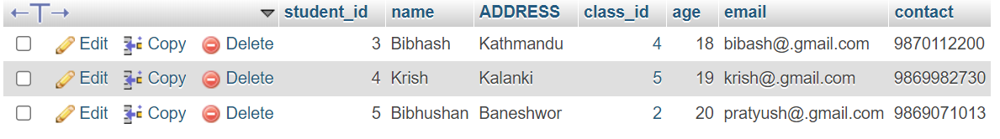 student_id name ADDRESS class_id age email contact
Edit Copy Delete 3 Bibhash Kathmandu 4 18 bibash@.gmail.com 9870112200
Edit Copy Delete 4 Krish Kalanki 5 19 krish@.gmail.com 9869982730
Edit Copy Delete 5 Bibhushan Baneshwor 2 20 pratyush@.gmail.com 9869071013